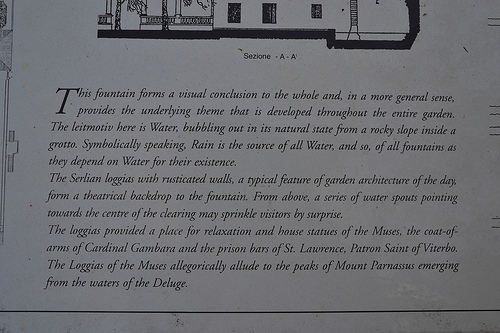 Sezione - A - A'
This fountain forms a visual conclusion to the whole and, in a more general sense,
provides the underlying theme that is developed throughout the entire garden.
The leitmotiv here is Water, bubbling out in its natural state from a rocky slope inside a
grotto. Symbolically speaking, Rain is the source of all Water, and so, of all fountains as
they depend on Water for their existence.
The Serlian loggias with rusticated walls, a typical feature of garden architecture of the day,
form a theatrical backdrop to the fountain. From above, a series of water spouts pointing
towards the centre of the clearing may sprinkle visitors by surprise.
The loggias provided a place for relaxation and house statues of the Muses, the coat-of-
arms of Cardinal Gambara and the prison bars of St. Lawrence, Patron Saint of Viterbo.
The Loggias of the Muses allegorically allude to the peaks of Mount Parnassus emerging
from the waters of the Deluge.